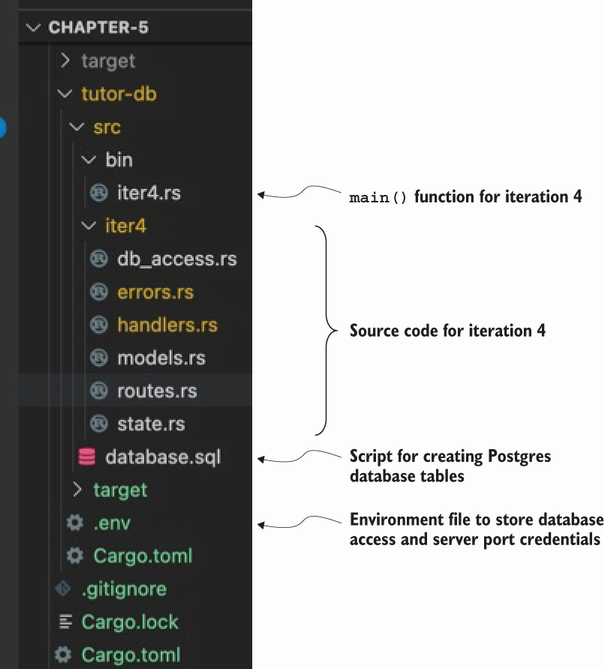 CHAPTER-5
target
tutor-db
src
bin
iter4.rs
main() function for iteration 4
iter4
db_access.rs
errors.rs
handlers.rs
Source code for iteration 4
models.rs
routes.rs
state.rs
database.sql
Script for creating Postgres
database tables
target
.env
Environment file to store database
access and server port credentials
Cargo.toml
.gitignore
Cargo.lock
Cargo.toml